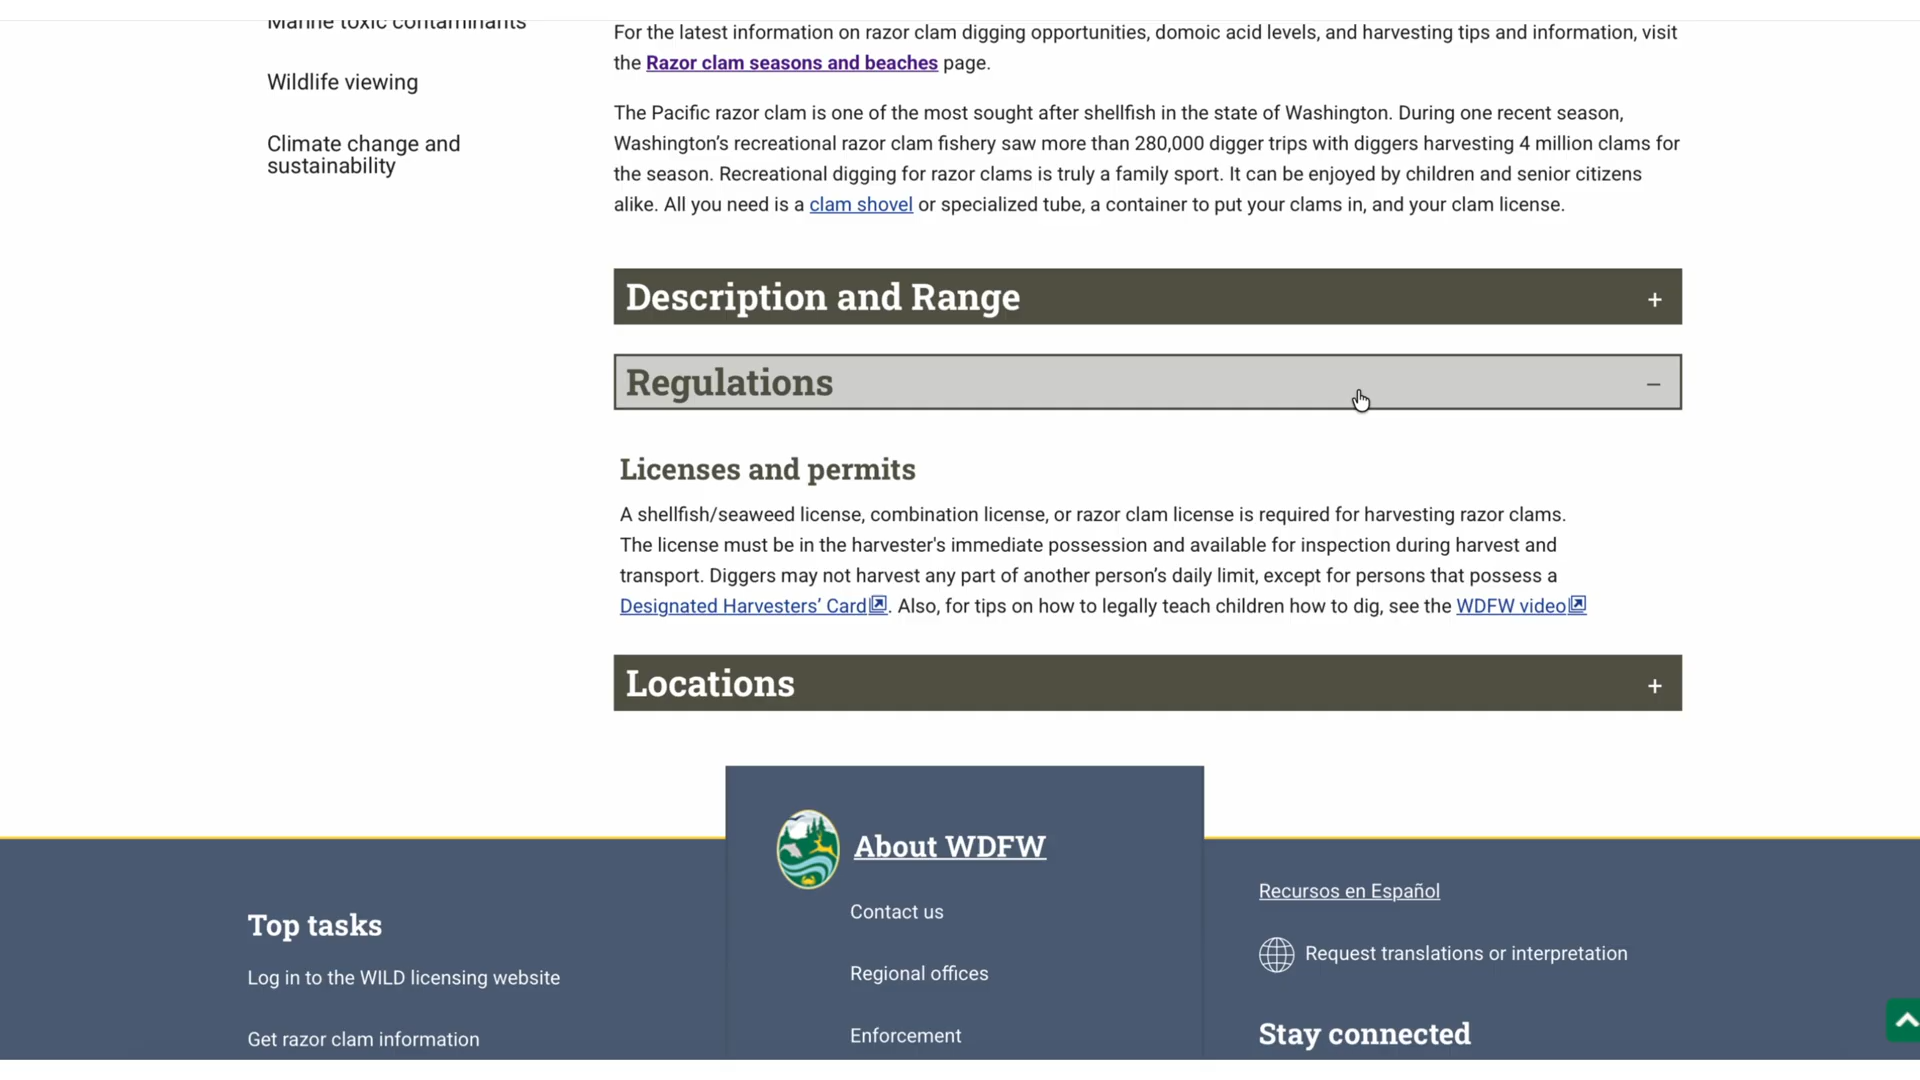 Marine toxic contaminants
Wildlife viewing
Climate change and
sustainability
For the latest information on razor clam digging opportunities, domoic acid levels, and harvesting tips and information, visit
the Razor clam seasons and beaches page.
The Pacific razor clam is one of the most sought after shellfish in the state of Washington. During one recent season,
Washington’s recreational razor clam fishery saw more than 280,000 digger trips with diggers harvesting 4 million clams for
the season. Recreational digging for razor clams is truly a family sport. It can be enjoyed by children and senior citizens
alike. All you need is a clam shovel or specialized tube, a container to put your clams in, and your clam license.
Description and Range +
Regulations –
Licenses and permits
A shellfish/seaweed license, combination license, or razor clam license is required for harvesting razor clams.
The license must be in the harvester's immediate possession and available for inspection during harvest and
transport. Diggers may not harvest any part of another person’s daily limit, except for persons that possess a
Designated Harvesters’ Card. Also, for tips on how to legally teach children how to dig, see the WDFW video
Locations +
Top tasks
Log in to the WILD licensing website
Get razor clam information
About WDFW
Contact us
Regional offices
Enforcement
Recursos en Español
Request translations or interpretation
Stay connected